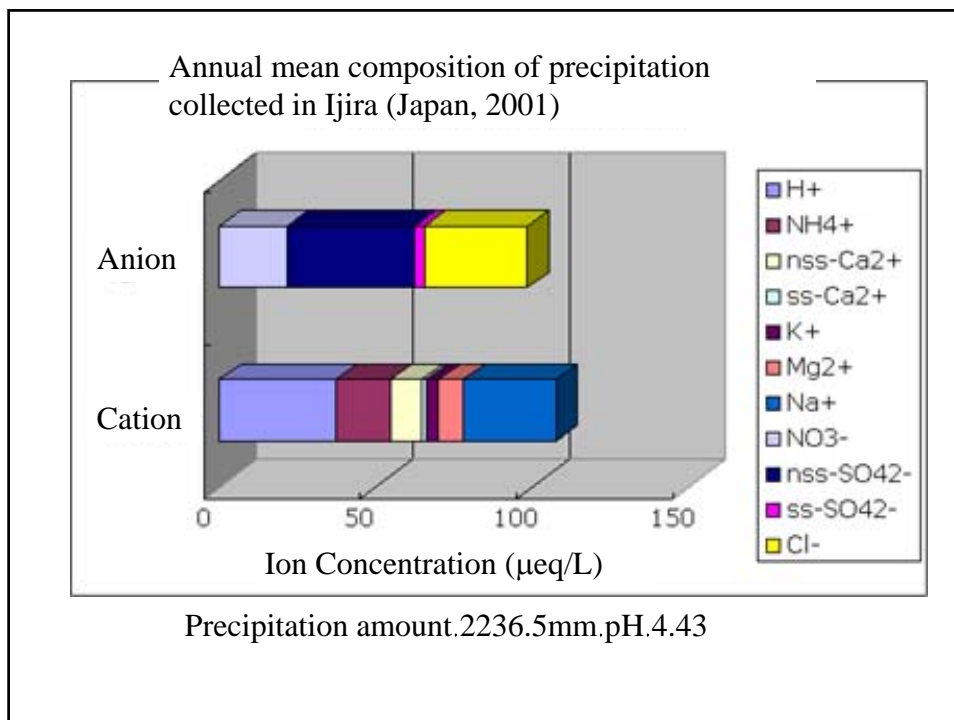 Annual mean composition of precipitation
collected in Ijira (Japan, 2001)
Anion
Cation
0 50 100 150
Ion Concentration (µeq/L)
H+
NH4+
nss-Ca2+
ss-Ca2+
K+
Mg2+
Na+
NO3-
nss-SO42-
ss-SO42-
Cl-
Precipitation amount.2236.5mm.pH.4.43